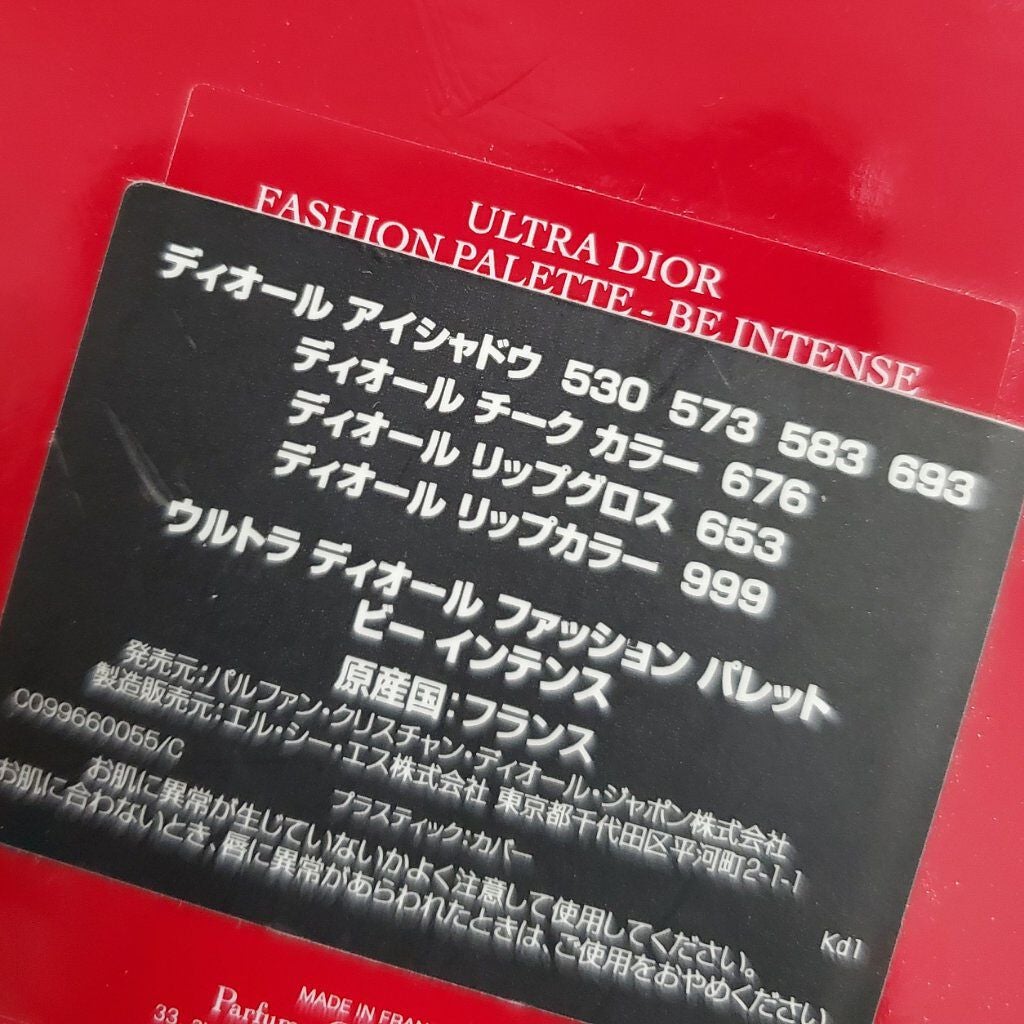 ULTRA DIOR
FASHION PALETTE - BE INTENSE
ディオール アイシャドウ 530 573 583 693
ディオール チーク カラー 676
ディオール リップグロス 653
ディオール リップカラー 999
ウルトラ ディオール ファッション パレット
ビー インテンス
原産国：フランス
発売元：パルファン・クリスチャン・ディオール・ジャポン株式会社
製造販売元：エル・シー・エス株式会社 東京都千代田区平河町2-1-1
C099660055/C
プラスティック：カバー
お肌に異常が生じていないかよく注意して使用してください。
お肌に合わないとき、唇に異常があらわれたときは、ご使用をおやめください
Kd1
MADE IN FRAN
Parfum
33